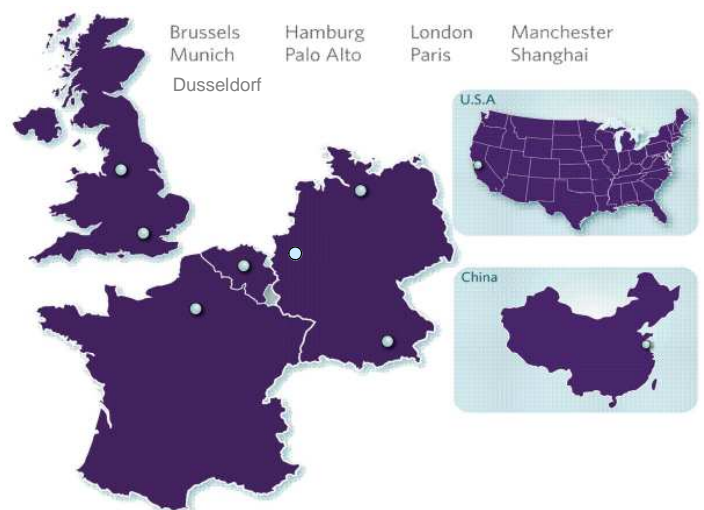 Brussels Hamburg London Manchester
Munich Palo Alto Paris Shanghai
Dusseldorf
U.S.A
China